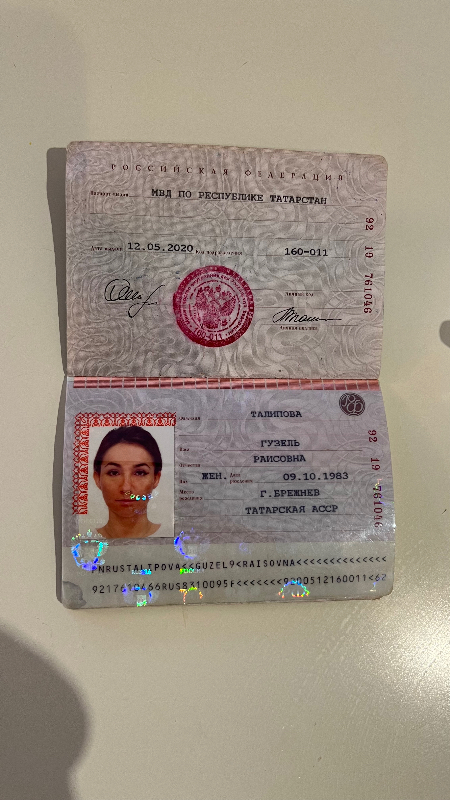 РОССИЙСКАЯ ФЕДЕРАЦИЯ
Паспорт выдан МВД ПО РЕСПУБЛИКЕ ТАТАРСТАН
Дата выдачи 12.05.2020 Код подразделения 160-011
Личный код
92 19 761046
Фамилия ТАЛИПОВА
Имя ГУЗЕЛЬ
Отчество РАИСОВНА
Пол ЖЕН. Дата рождения 09.10.1983
Место рождения Г.БРЕЖНЕВ
ТАТАРСКАЯ АССР
92 19 761046
PNRUSTALIPOVA<<GUZEL9<RAISOVNA<<<<<<<<<<<<<<
9217610466RUS8310095F<<<<<<<9200512160011<62